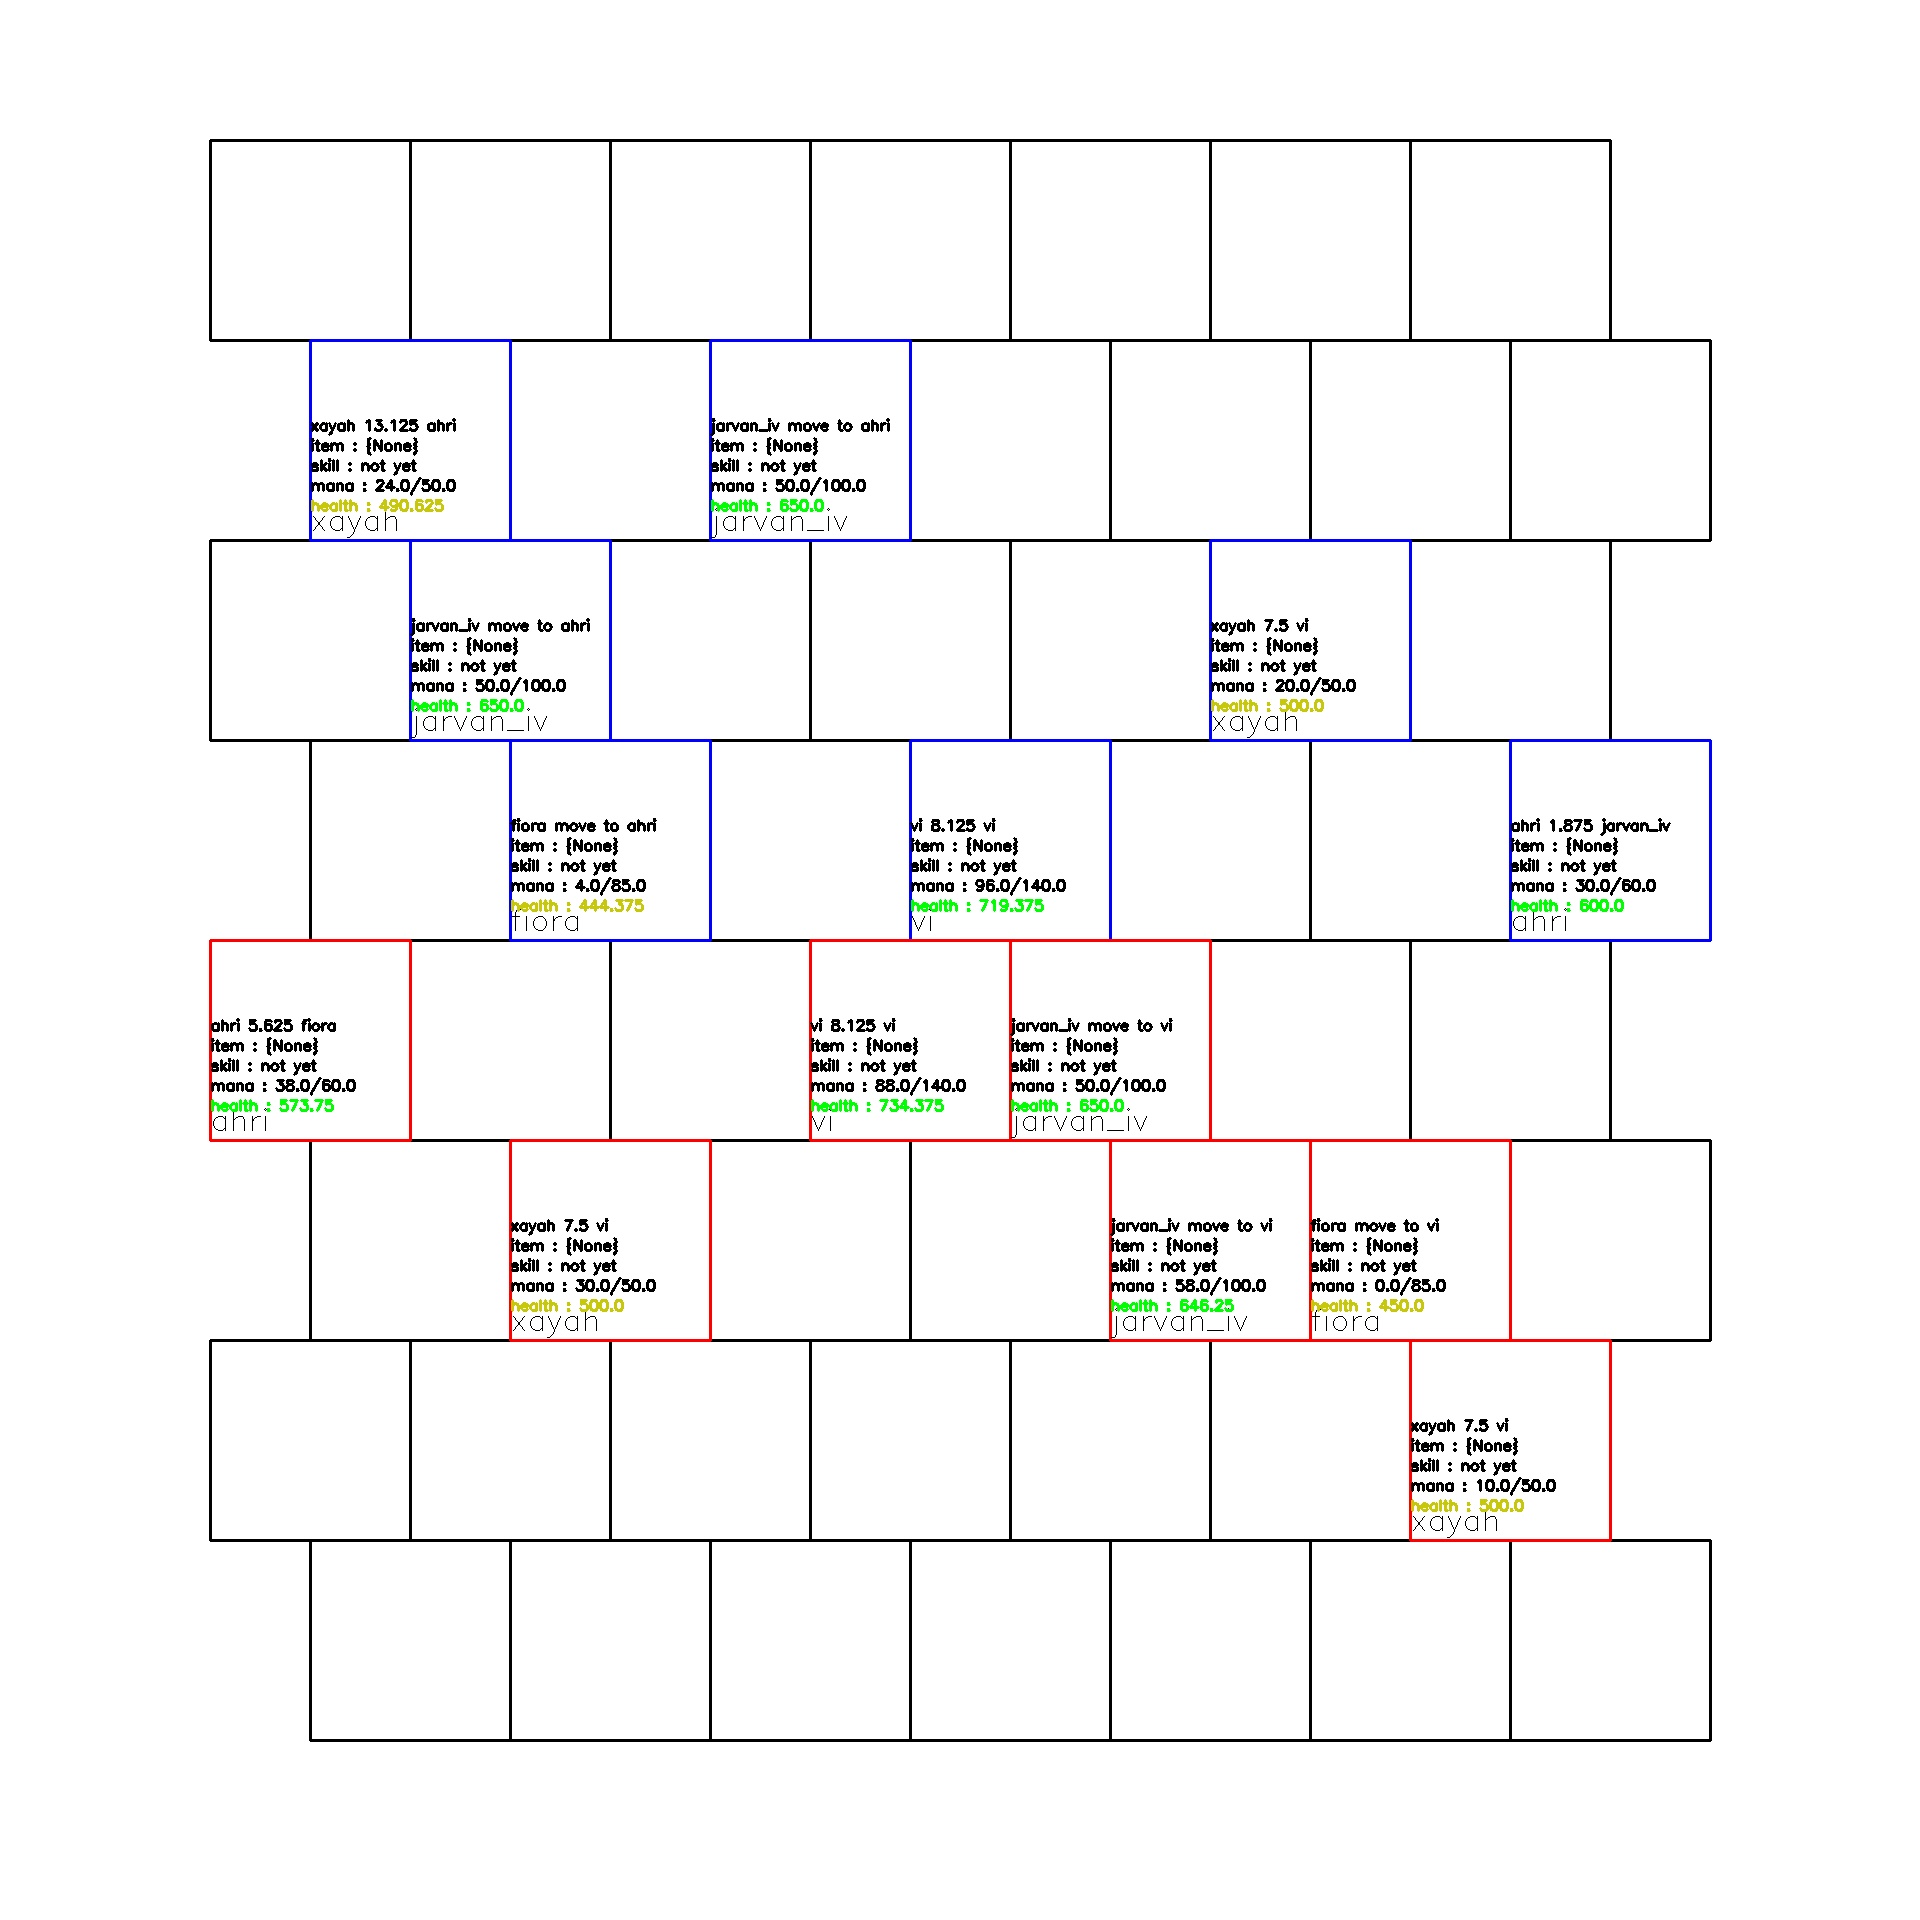 xayah 13.125 ahri
item : {None}
skill : not yet
mana : 24.0/50.0
health : 490.625
xayah
jarvan_iv move to ahri
item : {None}
skill : not yet
mana : 50.0/100.0
health : 650.0
jarvan_iv
jarvan_iv move to ahri
item : {None}
skill : not yet
mana : 50.0/100.0
health : 650.0
jarvan_iv
xayah 7.5 vi
item : {None}
skill : not yet
mana : 20.0/50.0
health : 500.0
xayah
fiora move to ahri
item : {None}
skill : not yet
mana : 4.0/85.0
health : 444.375
fiora
vi 8.125 vi
item : {None}
skill : not yet
mana : 96.0/140.0
health : 719.375
vi
ahri 1.875 jarvan_iv
item : {None}
skill : not yet
mana : 30.0/60.0
health : 600.0
ahri
ahri 5.625 fiora
item : {None}
skill : not yet
mana : 38.0/60.0
health : 573.75
ahri
vi 8.125 vi
item : {None}
skill : not yet
mana : 88.0/140.0
health : 734.375
vi
jarvan_iv move to vi
item : {None}
skill : not yet
mana : 50.0/100.0
health : 650.0
jarvan_iv
xayah 7.5 vi
item : {None}
skill : not yet
mana : 30.0/50.0
health : 500.0
xayah
jarvan_iv move to vi
item : {None}
skill : not yet
mana : 58.0/100.0
health : 646.25
jarvan_iv
fiora move to vi
item : {None}
skill : not yet
mana : 0.0/85.0
health : 450.0
fiora
xayah 7.5 vi
item : {None}
skill : not yet
mana : 10.0/50.0
health : 500.0
xayah